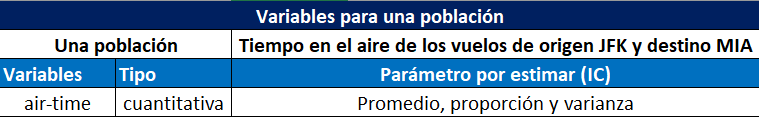 Variables para una población
Una población Tiempo en el aire de los vuelos de origen JFK y destino MIA
Variables Tipo Parámetro por estimar (IC)
air-time cuantitativa Promedio, proporción y varianza